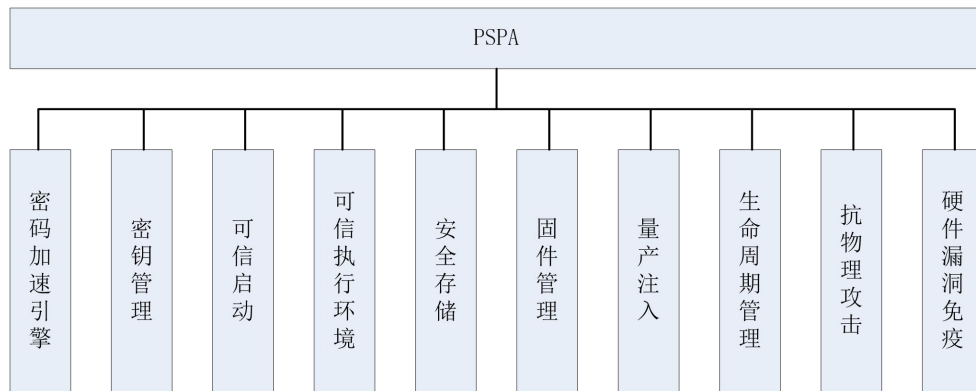 PSPA
密码加速引擎
密钥管理
可信启动
可信执行环境
安全存储
固件管理
量产注入
生命周期管理
抗物理攻击
硬件漏洞免疫